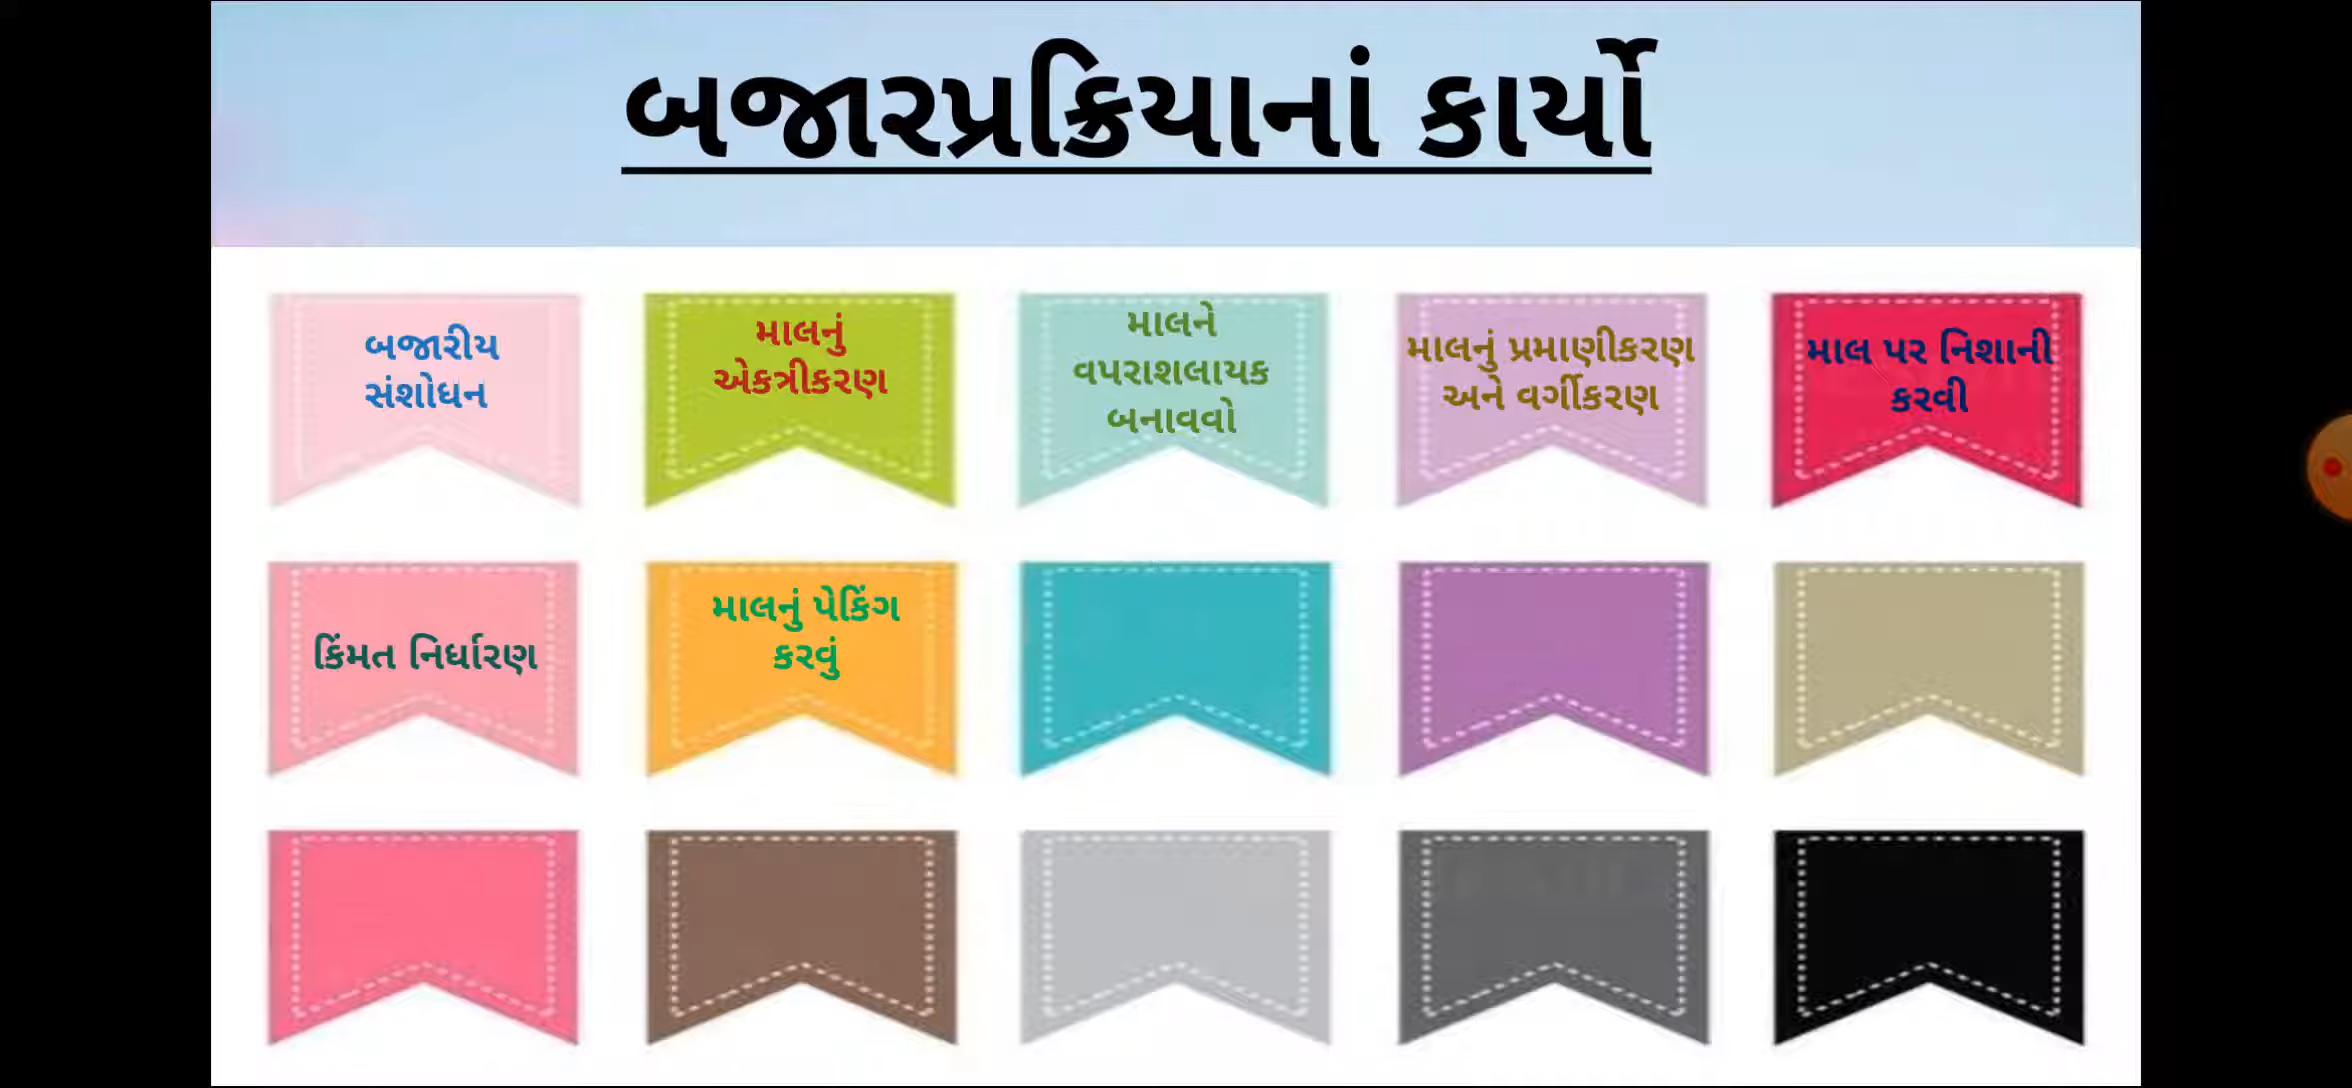 બજારપ્રક્રિયાનાં કાર્યો
બજારીય
સંશોધન
માલનું
એકત્રીકરણ
માલને
વપરાશલાયક
બનાવવો
માલનું પ્રમાણીકરણ
અને વર્ગીકરણ
માલ પર નિશાની
કરવી
કિંમત નિર્ધારણ
માલનું પેકિંગ
કરવું